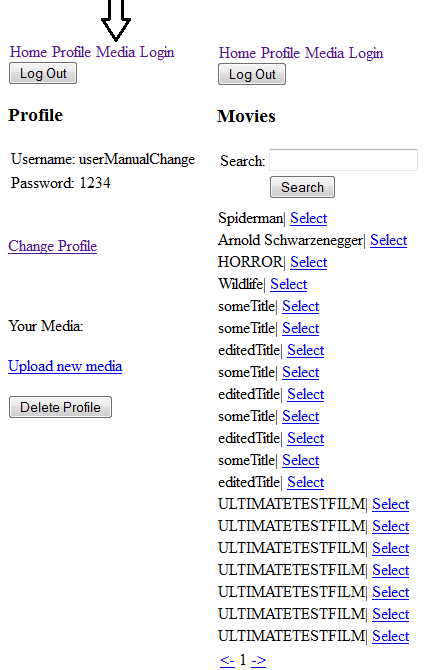 Home Profile Media Login
Log Out
Profile
Username: userManualChange
Password: 1234
Change Profile
Your Media:
Upload new media
Delete Profile
Home Profile Media Login
Log Out
Movies
Search:
Search
Spiderman| Select
Arnold Schwarzenegger| Select
HORROR| Select
Wildlife| Select
someTitle| Select
someTitle| Select
editedTitle| Select
someTitle| Select
editedTitle| Select
someTitle| Select
editedTitle| Select
someTitle| Select
editedTitle| Select
ULTIMATETESTFILM| Select
ULTIMATETESTFILM| Select
ULTIMATETESTFILM| Select
ULTIMATETESTFILM| Select
ULTIMATETESTFILM| Select
ULTIMATETESTFILM| Select
ULTIMATETESTFILM| Select
<- 1 ->